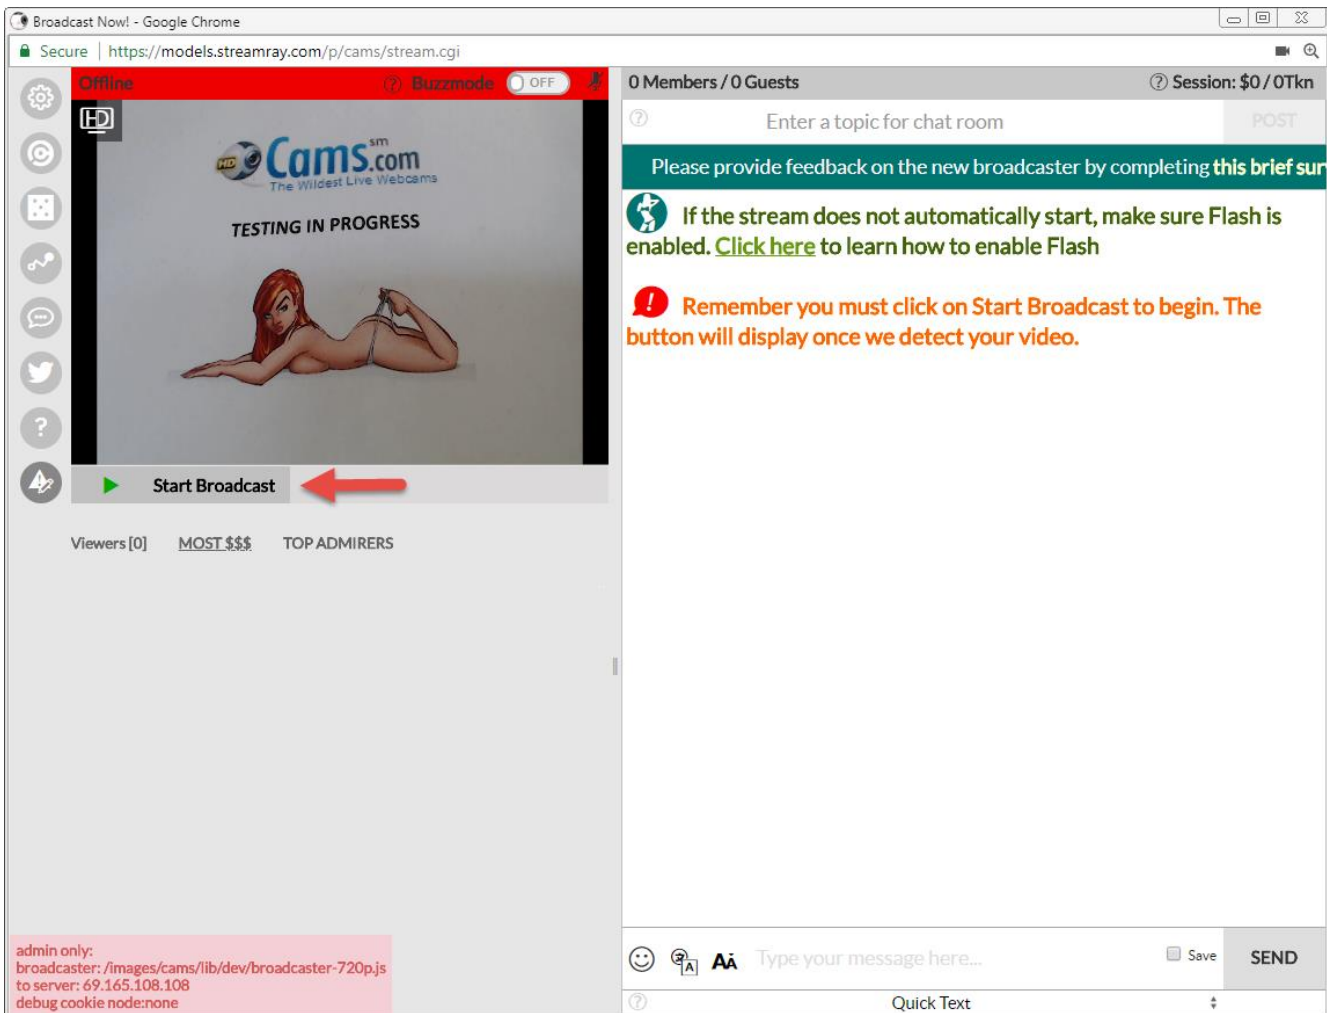 Broadcast Now! - Google Chrome
Secure | https://models.streamray.com/p/cams/stream.cgi
Offline
Buzzmode
OFF
HD
HD Cams.com sm
The Wildest Live Webcams
TESTING IN PROGRESS
Start Broadcast
Viewers [0] MOST $$$ TOP ADMIRERS
admin only:
broadcaster: /images/cams/lib/dev/broadcaster-720p.js
to server: 69.165.108.108
debug cookie node:none
0 Members / 0 Guests
? Session: $0 / 0Tkn
? Enter a topic for chat room POST
Please provide feedback on the new broadcaster by completing this brief sur
If the stream does not automatically start, make sure Flash is
enabled. Click here to learn how to enable Flash
! Remember you must click on Start Broadcast to begin. The
button will display once we detect your video.
Type your message here... Save SEND
? Quick Text